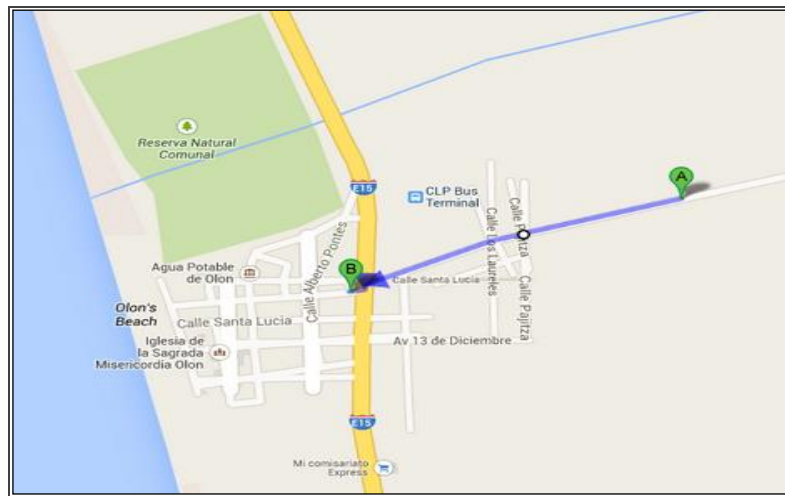 Reserva Natural
Comunal
E15
CLP Bus
Terminal
A
Calle Los Laureles
Calle Pajitza
Calle Pajitza
Calle Alberto Pontes
B
Agua Potable
de Olon
Calle Santa Lucia
Olon's
Beach
Calle Santa Lucia
Iglesia de
la Sagrada
Misericordia Olon
Av 13 de Diciembre
E15
Mi comisariato
Express